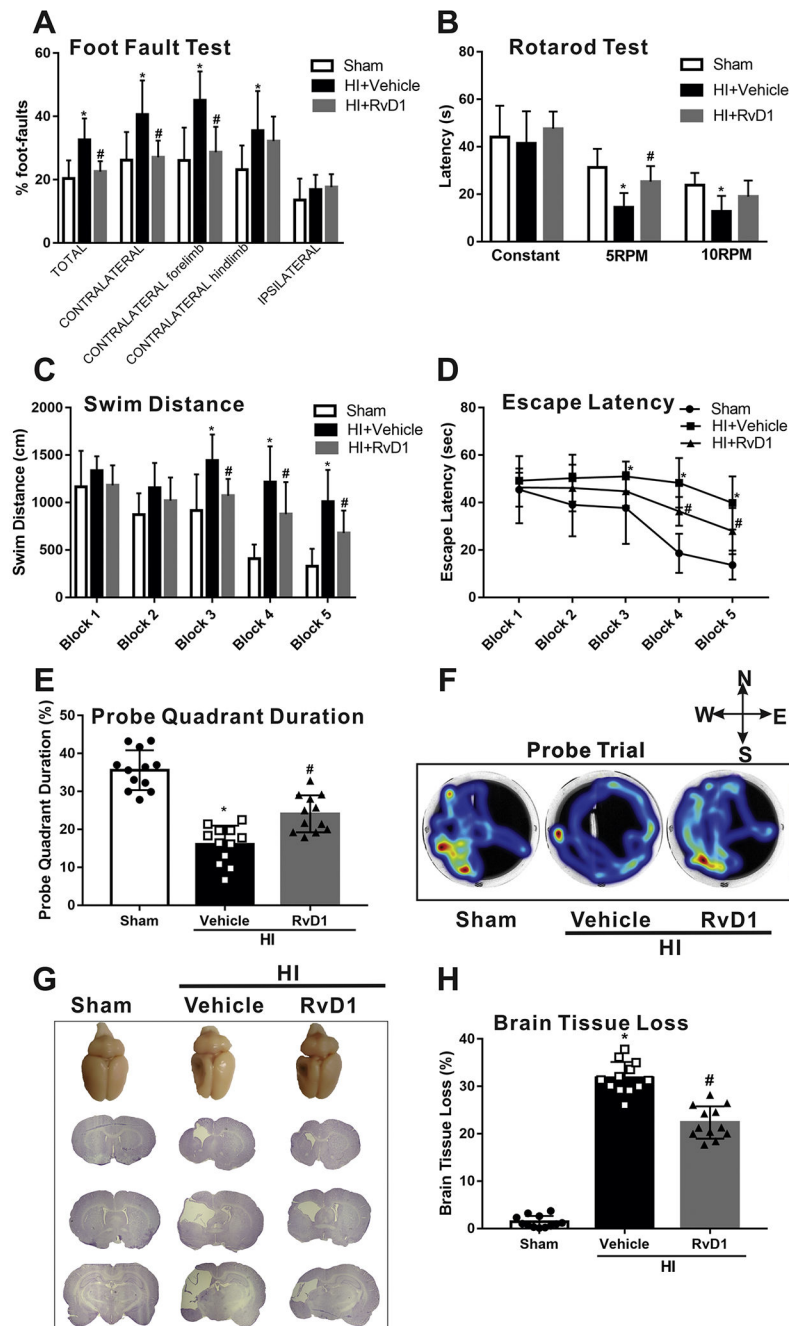 A
Foot Fault Test
% foot-faults
60
40
20
0
TOTAL
CONTRALATERAL
CONTRALATERAL forelimb
CONTRALATERAL hindlimb
IPSILATERAL
Sham
HI+Vehicle
HI+RvD1
* # * # * # *
B
Rotarod Test
Latency (s)
80
60
40
20
0
Constant 5RPM 10RPM
Sham
HI+Vehicle
HI+RvD1
* # *
C
Swim Distance
Swim Distance (cm)
2000
1500
1000
500
0
Block 1 Block 2 Block 3 Block 4 Block 5
Sham
HI+Vehicle
HI+RvD1
* # * # * #
D
Escape Latency
Escape Latency (sec)
80
60
40
20
0
Block 1 Block 2 Block 3 Block 4 Block 5
Sham
HI+Vehicle
HI+RvD1
* * # * #
E
Probe Quadrant Duration
Probe Quadrant Duration (%)
50
40
30
20
10
0
* #
Sham Vehicle RvD1
HI
F
N
W E
S
Probe Trial
Sham Vehicle RvD1
HI
G
HI
Sham Vehicle RvD1
H
Brain Tissue Loss
Brain Tissue Loss (%)
40
30
20
10
0
* #
Sham Vehicle RvD1
HI